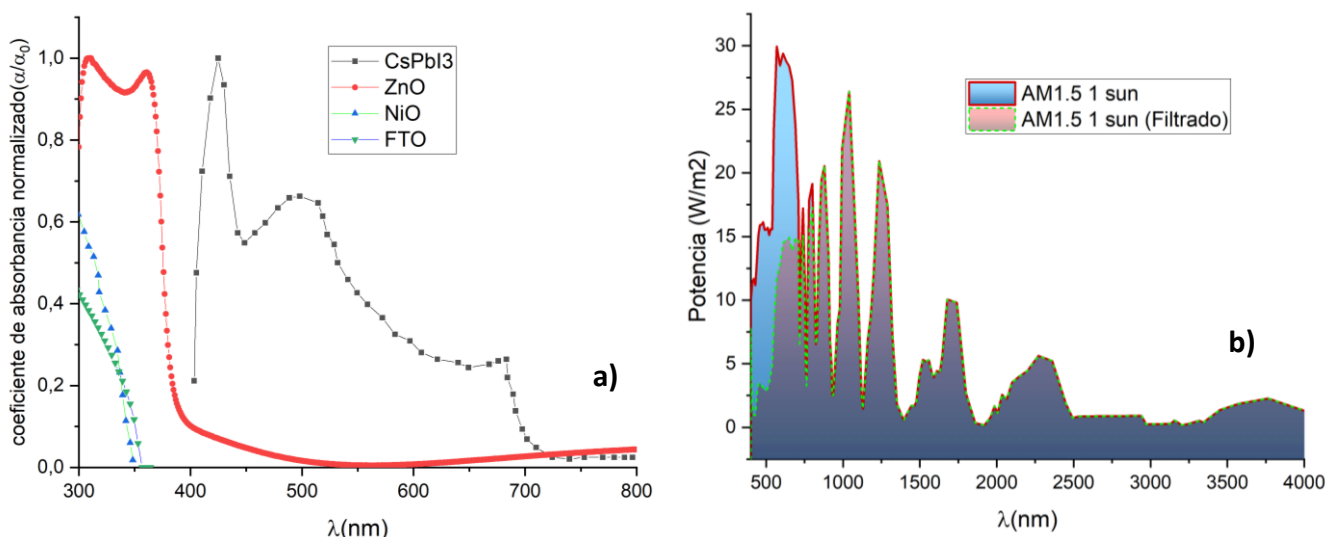 coeficiente de absorbancia normalizado(α/α₀)
1,0
0,8
0,6
0,4
0,2
0,0
CsPbI3
ZnO
NiO
FTO
a)
300 400 500 600 700 800
λ(nm)
Potencia (W/m2)
30
25
20
15
10
5
0
AM1.5 1 sun
AM1.5 1 sun (Filtrado)
b)
500 1000 1500 2000 2500 3000 3500 4000
λ(nm)